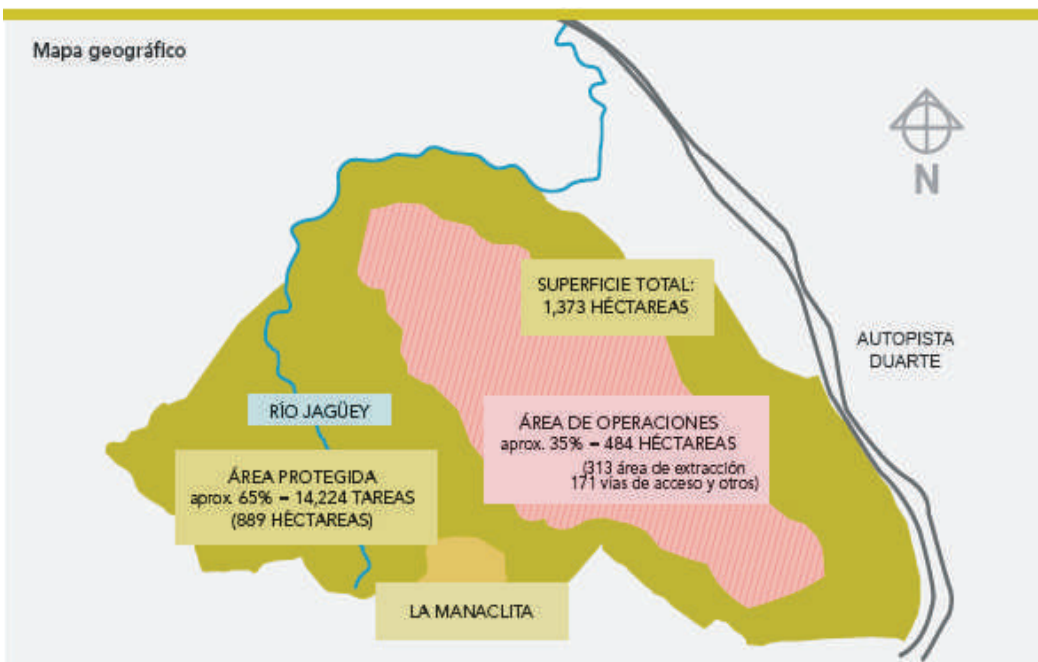 Mapa geográfico
N
SUPERFICIE TOTAL:
1,373 HÉCTAREAS
AUTOPISTA
DUARTE
RÍO JAGÜEY
ÁREA DE OPERACIONES
aprox. 35% = 484 HÉCTAREAS
(313 área de extracción
171 vías de acceso y otros)
ÁREA PROTEGIDA
aprox. 65% = 14,224 TAREAS
(889 HÉCTAREAS)
LA MANACLITA